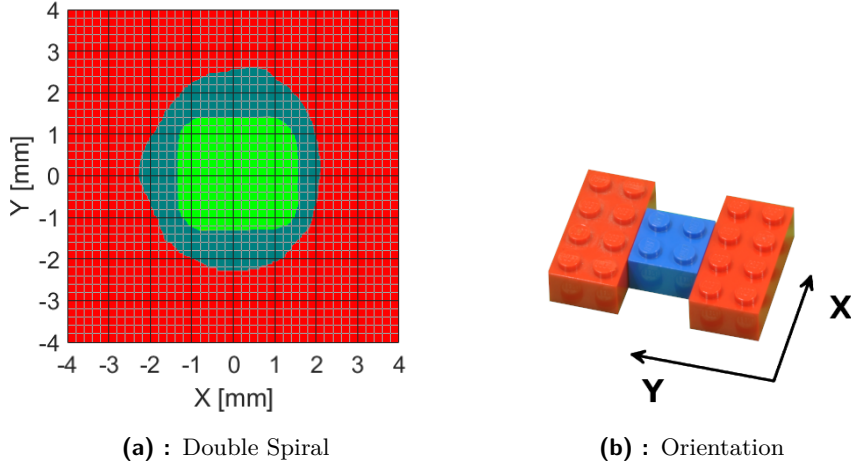 4
3
2
1
0
-1
-2
-3
-4
Y [mm]
-4 -3 -2 -1 0 1 2 3 4
X [mm]
X
Y
(a) : Double Spiral
(b) : Orientation